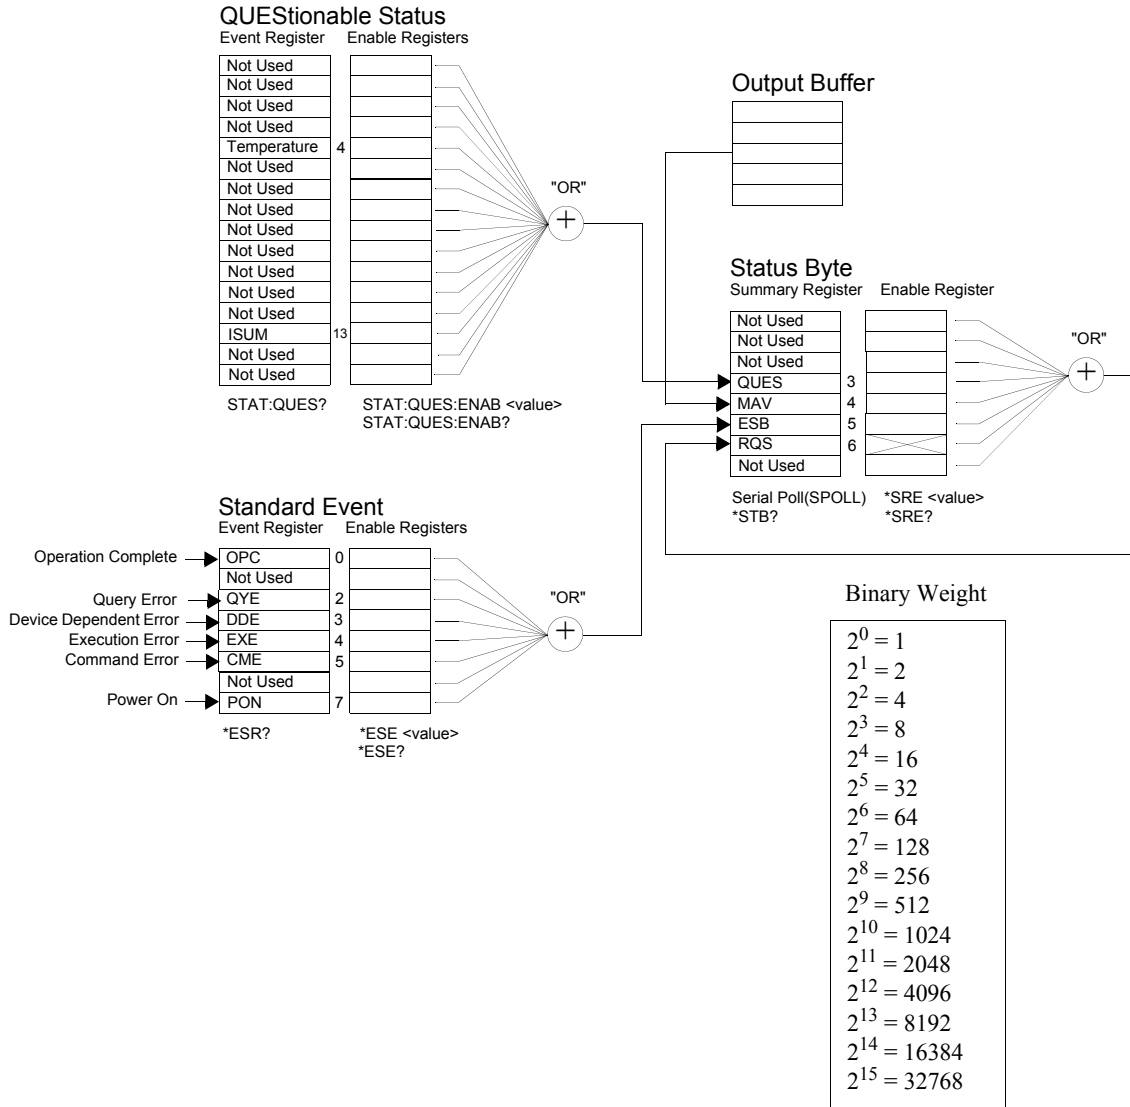 QUEStionable Status
Event Register Enable Registers
Not Used
Not Used
Not Used
Not Used
Temperature 4
Not Used
Not Used
Not Used
Not Used
Not Used
Not Used
Not Used
Not Used
ISUM 13
Not Used
Not Used
STAT:QUES? STAT:QUES:ENAB <value>
STAT:QUES:ENAB?
"OR"
+
Output Buffer
Status Byte
Summary Register Enable Register
Not Used
Not Used
Not Used
QUES 3
MAV 4
ESB 5
RQS 6
Not Used
Serial Poll(SPOLL) *SRE <value>
*STB? *SRE?
"OR"
+
Standard Event
Event Register Enable Registers
Operation Complete OPC 0
Not Used
Query Error QYE 2
Device Dependent Error DDE 3
Execution Error EXE 4
Command Error CME 5
Not Used
Power On PON 7
*ESR? *ESE <value>
*ESE?
"OR"
+
Binary Weight
2^0 = 1
2^1 = 2
2^2 = 4
2^3 = 8
2^4 = 16
2^5 = 32
2^6 = 64
2^7 = 128
2^8 = 256
2^9 = 512
2^10 = 1024
2^11 = 2048
2^12 = 4096
2^13 = 8192
2^14 = 16384
2^15 = 32768